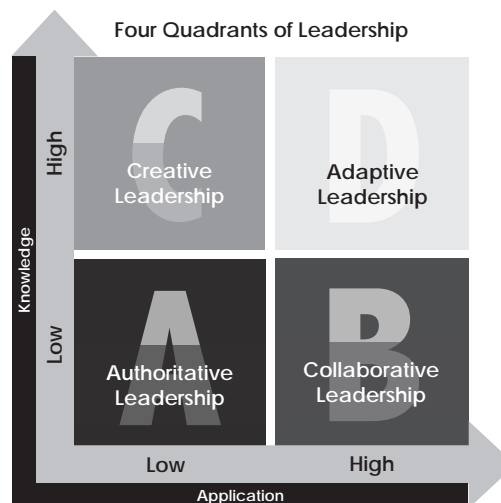 Four Quadrants of Leadership
Knowledge
High
Low
C
Creative
Leadership
D
Adaptive
Leadership
A
Authoritative
Leadership
B
Collaborative
Leadership
Low
High
Application